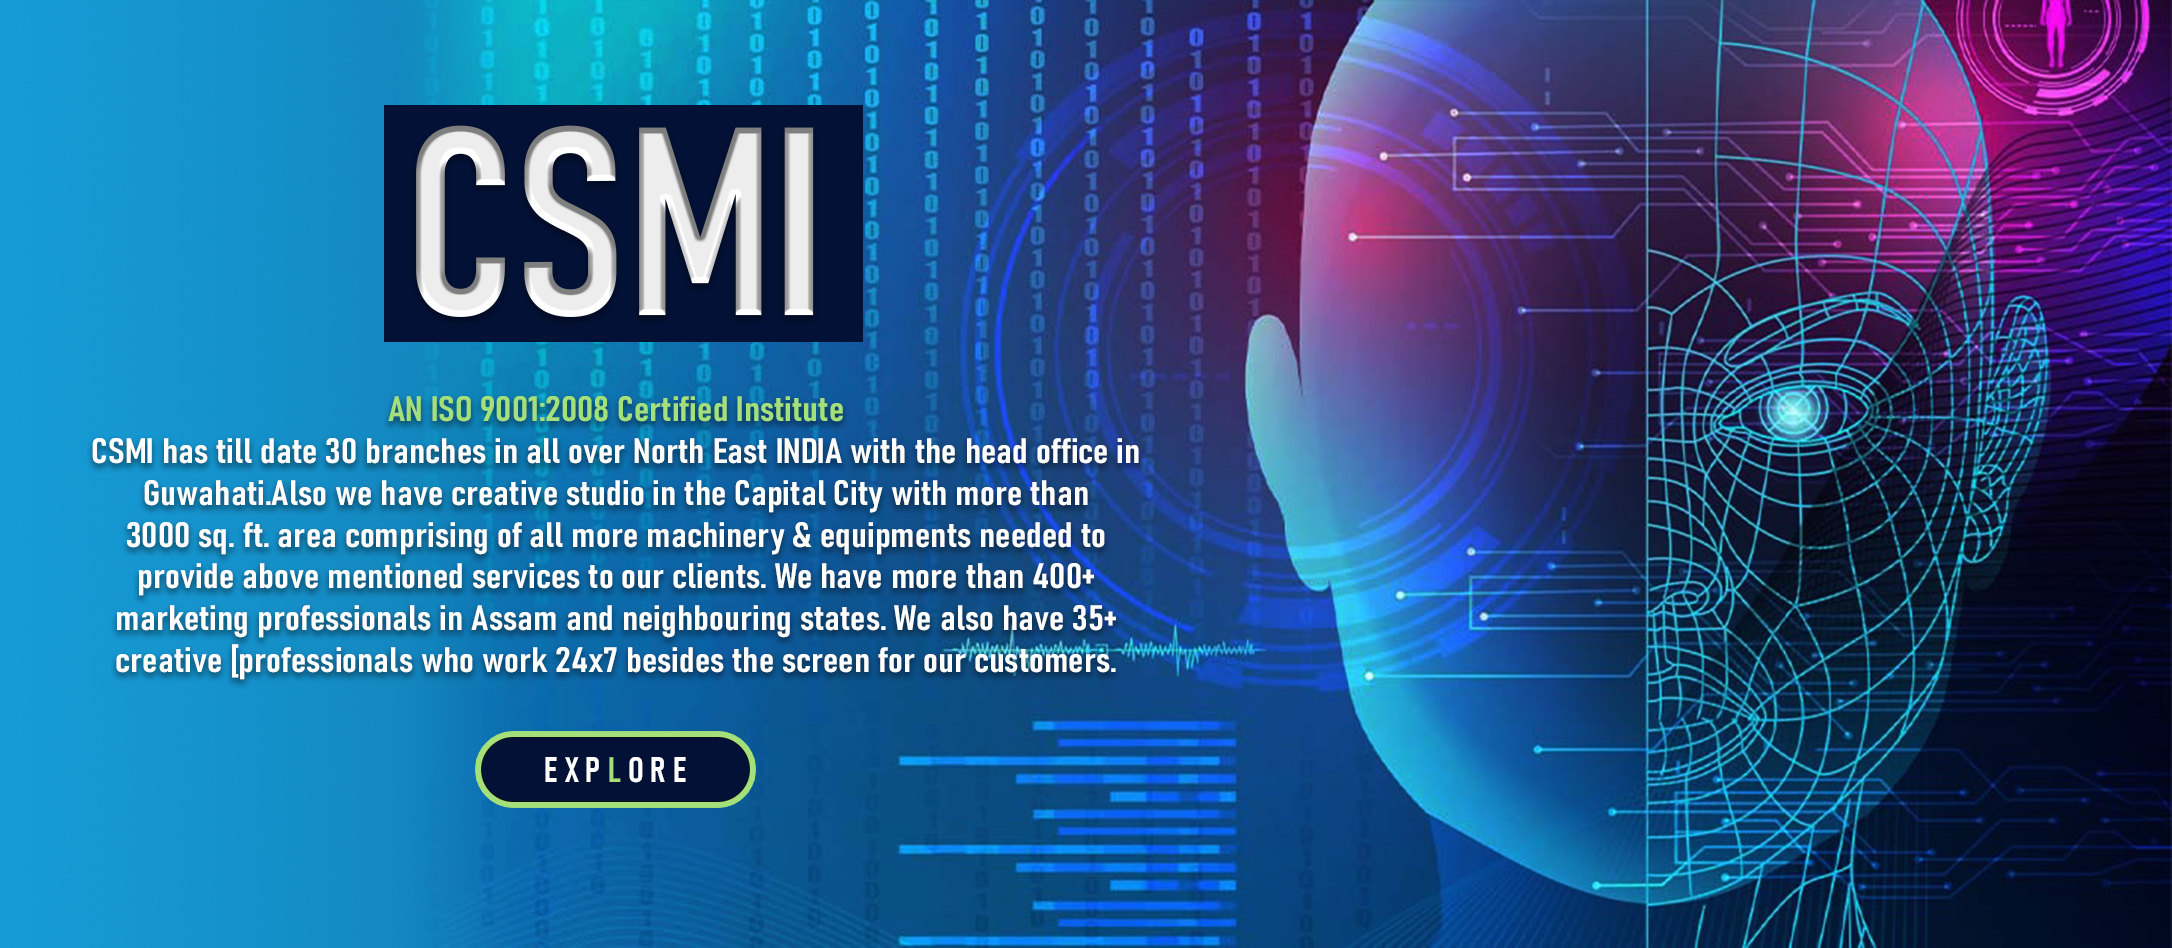 CSMI
AN ISO 9001:2008 Certified Institute
CSMI has till date 30 branches in all over North East INDIA with the head office in
Guwahati.Also we have creative studio in the Capital City with more than
3000 sq. ft. area comprising of all more machinery & equipments needed to
provide above mentioned services to our clients. We have more than 400+
marketing professionals in Assam and neighbouring states. We also have 35+
creative [professionals who work 24x7 besides the screen for our customers.
EXPLORE